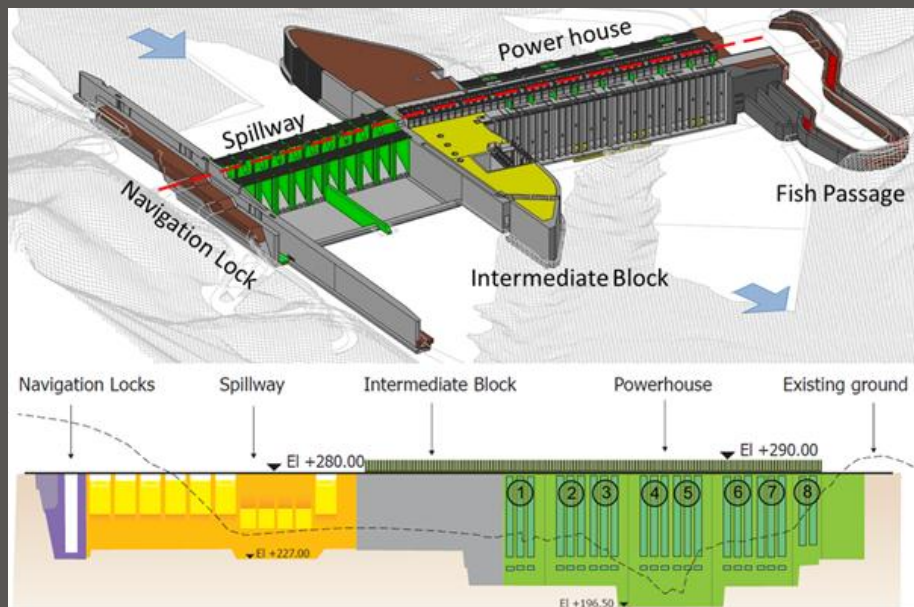 Power house
Spillway
Navigation Lock
Fish Passage
Intermediate Block
Navigation Locks
Spillway
Intermediate Block
Powerhouse
Existing ground
El +280.00
El +290.00
1 2 3 4 5 6 7 8
El +227.00
El +196.50